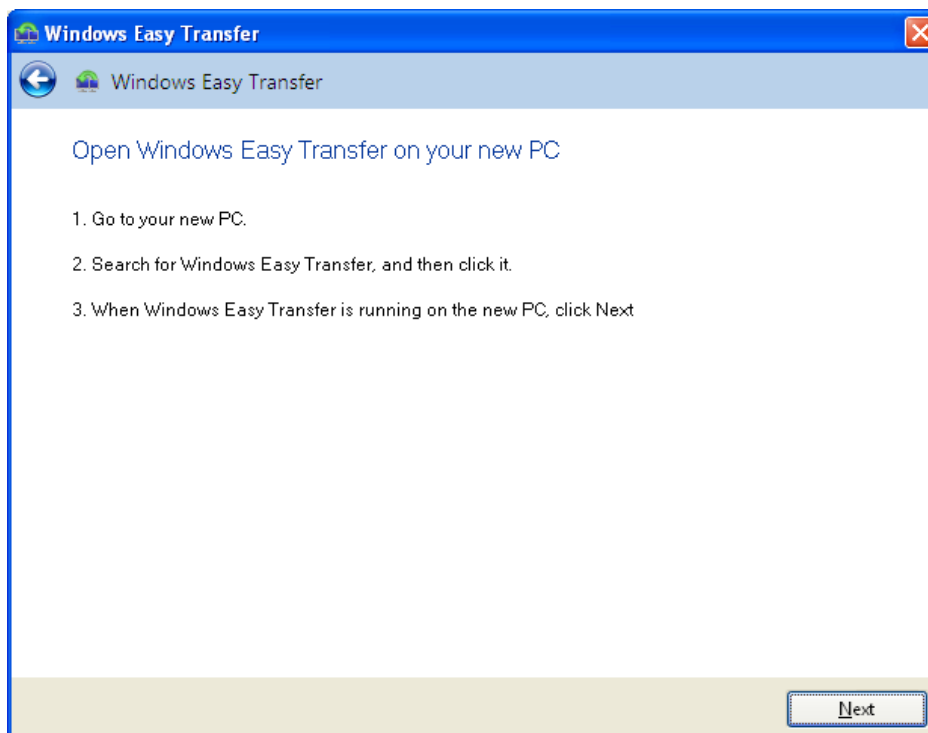 Windows Easy Transfer
Windows Easy Transfer
Open Windows Easy Transfer on your new PC
1. Go to your new PC.
2. Search for Windows Easy Transfer, and then click it.
3. When Windows Easy Transfer is running on the new PC, click Next
Next